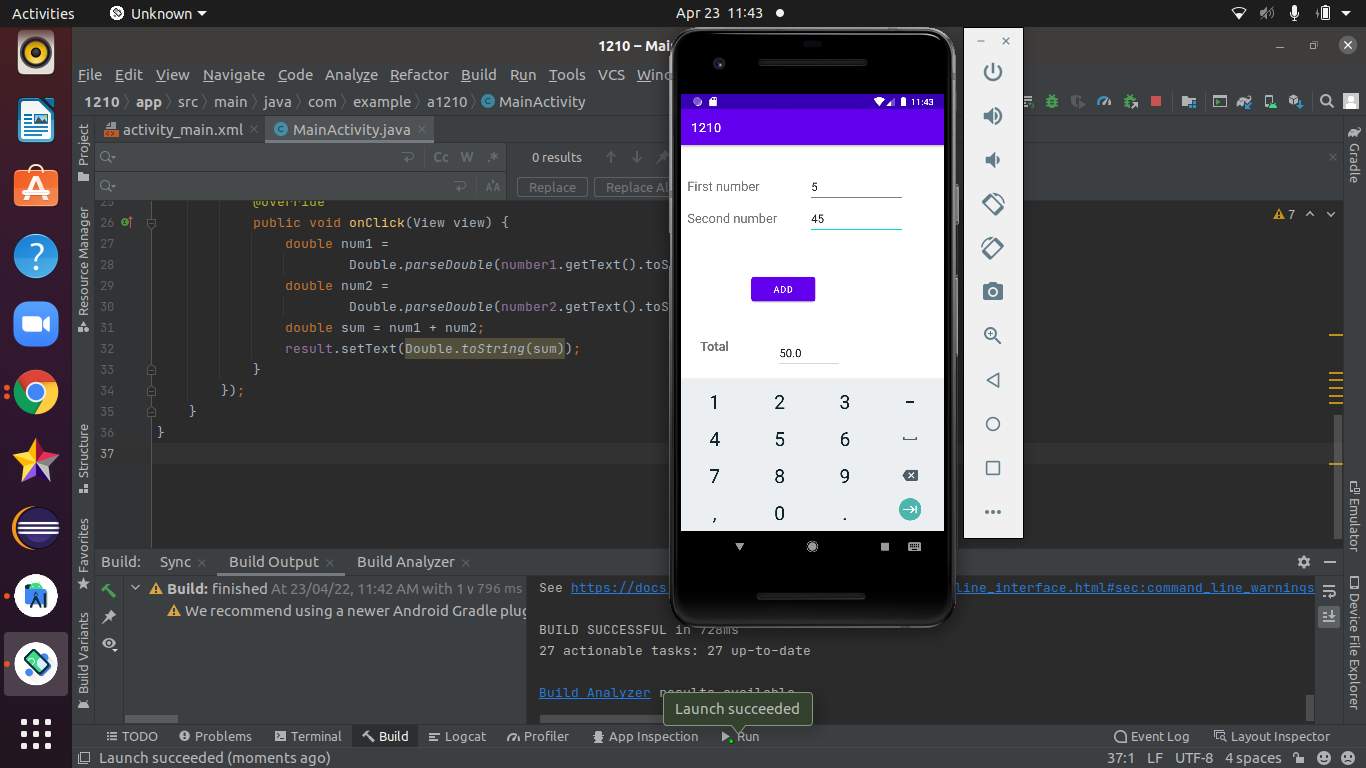 Activities
Unknown
Apr 23 11:43
1210 – Mai
File Edit View Navigate Code Analyze Refactor Build Run Tools VCS Wind
1210 app src main java com example a1210 MainActivity
activity_main.xml MainActivity.java
Cc W .* 0 results
Replace Replace Al
25 @Override
26 public void onClick(View view) {
27 double num1 =
28 Double.parseDouble(number1.getText().toS
29 double num2 =
30 Double.parseDouble(number2.getText().toS
31 double sum = num1 + num2;
32 result.setText(Double.toString(sum));
33 }
34 });
35 }
36 }
37
7
Project
Resource Manager
Structure
Favorites
Build Variants
Gradle
Emulator
Device File Explorer
11:43
1210
First number 5
Second number 45
ADD
Total 50.0
1 2 3 –
4 5 6
7 8 9
, 0 .
Build: Sync Build Output Build Analyzer
Build: finished At 23/04/22, 11:42 AM with 1 w 796 ms
We recommend using a newer Android Gradle plug
See https://docs line_interface.html#sec:command_line_warnings
BUILD SUCCESSFUL in 728ms
27 actionable tasks: 27 up-to-date
Build Analyzer results available
Launch succeeded
TODO Problems Terminal Build Logcat Profiler App Inspection Run Event Log Layout Inspector
Launch succeeded (moments ago) 37:1 LF UTF-8 4 spaces